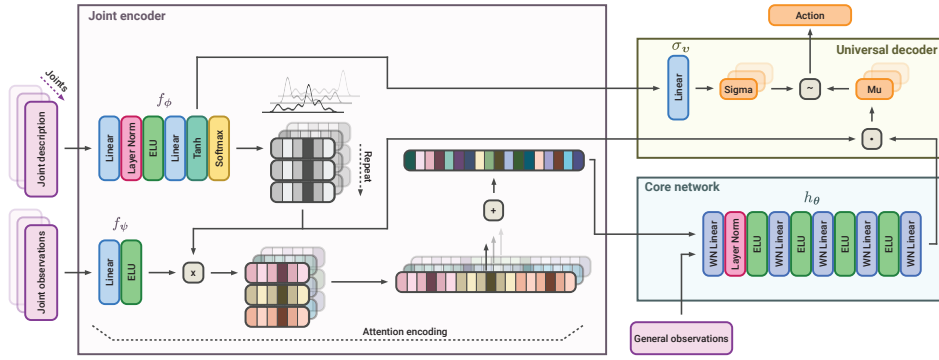 Joint encoder
Action
Universal decoder
σ_υ
Linear
Sigma
~
Mu
·
Joints
Joint description
f_ϕ
Linear
Layer Norm
ELU
Linear
Tanh
Softmax
Repeat
+
Joint observations
f_ψ
Linear
ELU
x
Attention encoding
Core network
h_θ
WN Linear
Layer Norm
ELU
WN Linear
ELU
WN Linear
ELU
WN Linear
ELU
WN Linear
General observations